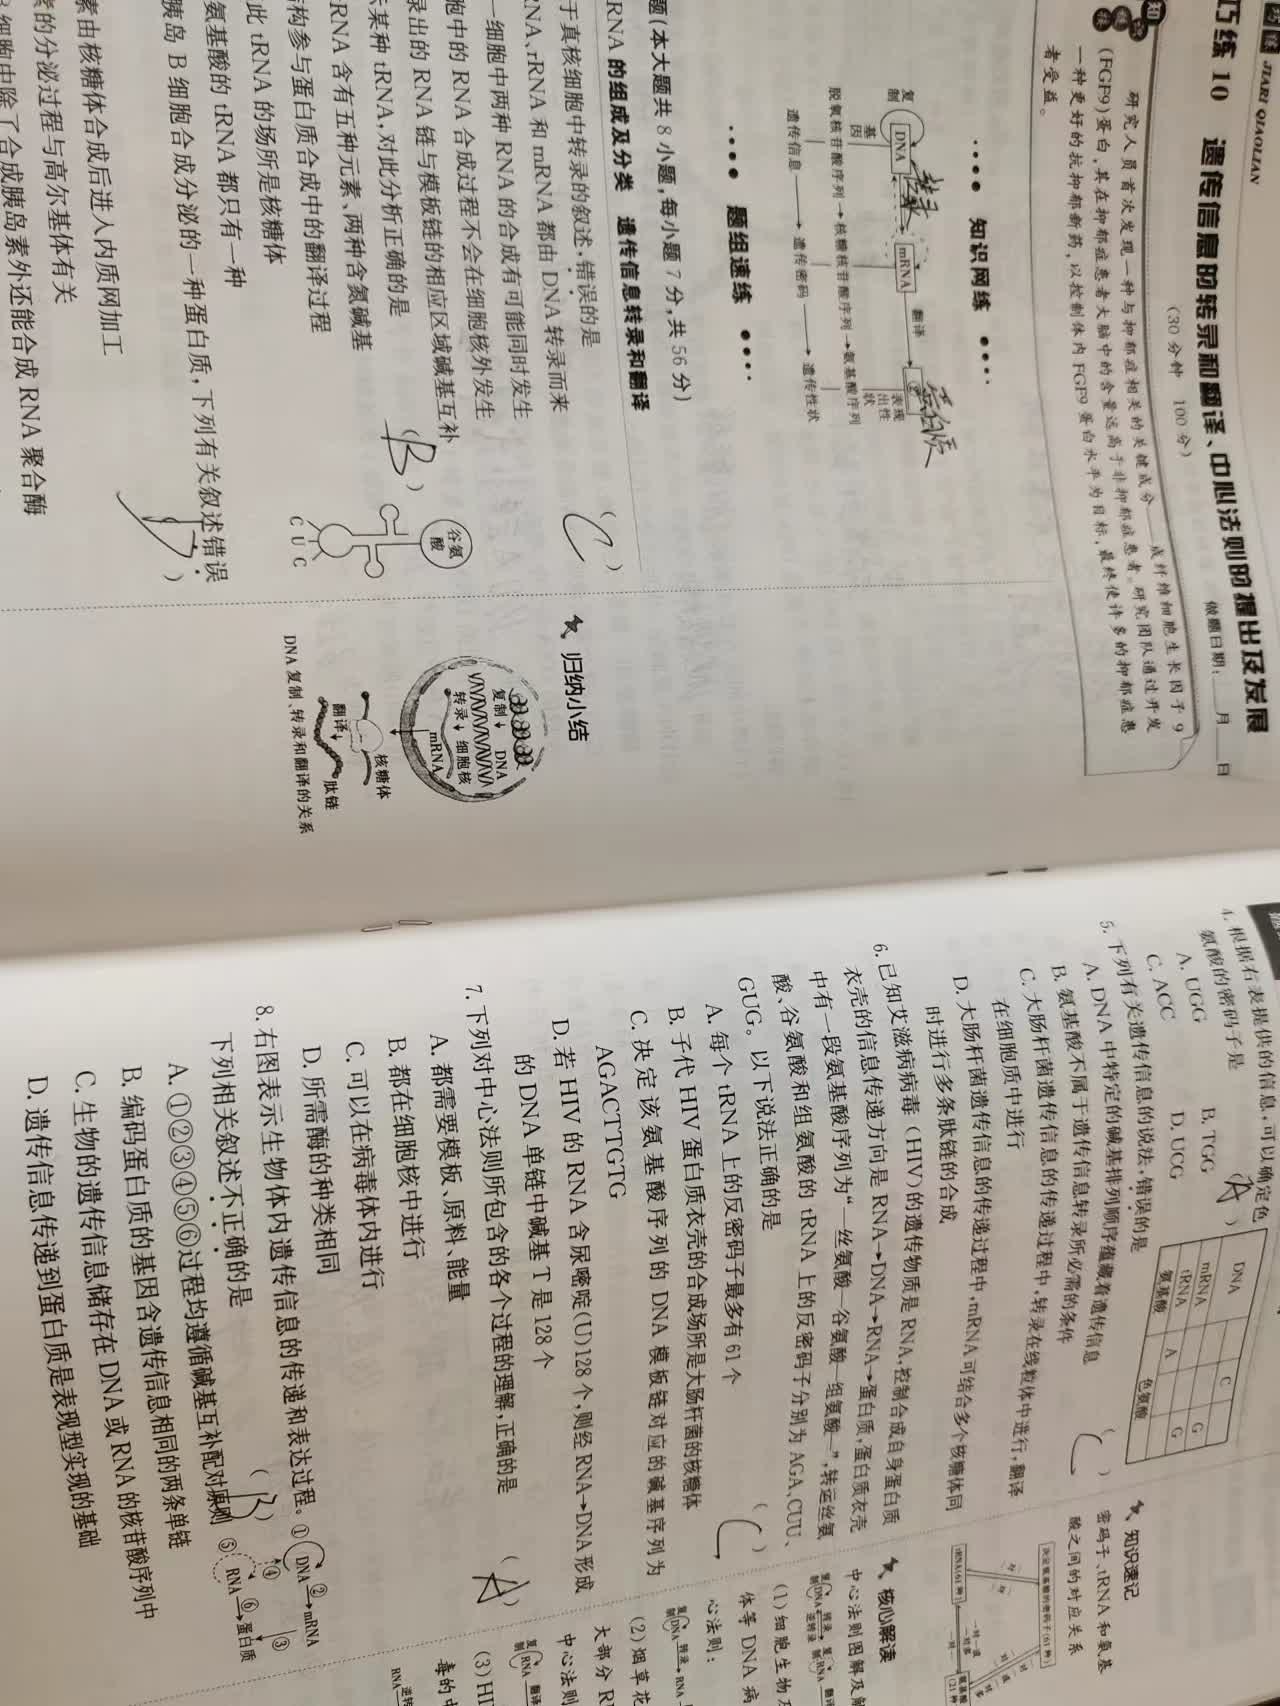 JIARI QIAOLIAN
巧练 10 遗传信息的转录和翻译、中心法则的提出及发展
(30分钟 100分) 做题日期:____月____日
研究人员首次发现一种与抑郁症相关的关键成分——成纤维细胞生长因子9
(FGF9)蛋白,其在抑郁症患者大脑中的含量远高于非抑郁症患者。研究团队通过开发
一种更好的抗抑郁新药,以控制体内FGF9蛋白水平为目标,最终使许多的抑郁症患
者受益。
知识网练
复制
DNA
转录
mRNA
翻译
②
蛋白质
基因
表现出性状
脱氧核苷酸序列→核糖核苷酸序列→氨基酸序列
遗传信息→遗传密码→遗传性状
题组速练
题(本大题共8小题,每小题7分,共56分)
RNA的组成及分类 遗传信息转录和翻译
于真核细胞中转录的叙述,错误的是 (C)
RNA、rRNA和mRNA都由DNA转录而来
一细胞中两种RNA的合成有可能同时发生
胞中的RNA合成过程不会在细胞核外发生
录出的RNA链与模板链的相应区域碱基互补
某种tRNA,对此分析正确的是 (B)
RNA含有五种元素、两种含氮碱基
构参与蛋白质合成中的翻译过程
此tRNA的场所是核糖体
氨基酸的tRNA都只有一种
谷氨酸
C U C
胰岛B细胞合成分泌的一种蛋白质,下列有关叙述错误
素由核糖体合成后进入内质网加工
素的分泌过程与高尔基体有关
细胞中除了合成胰岛素外还能合成RNA聚合酶
归纳小结
复制
DNA
转录
细胞核
mRNA
核糖体
翻译
肽链
DNA复制、转录和翻译的关系
4.根据右表提供的信息,可以确定色
氨酸的密码子是 (A)
A. UGG B. TGG
C. ACC D. UCG
DNA C
mRNA G
tRNA A G
氨基酸 色氨酸
5.下列有关遗传信息的说法,错误的是 (C)
A. DNA中特定的碱基排列顺序蕴藏着遗传信息
B. 氨基酸不属于遗传信息转录所必需的条件
C. 大肠杆菌遗传信息的传递过程中,转录在线粒体中进行,翻译
在细胞质中进行
D. 大肠杆菌遗传信息的传递过程中,mRNA可结合多个核糖体同
时进行多条肽链的合成
6.已知艾滋病病毒(HIV)的遗传物质是RNA,控制合成自身蛋白质
衣壳的信息传递方向是RNA→DNA→RNA→蛋白质,蛋白质衣壳
中有一段氨基酸序列为“—丝氨酸—谷氨酸—组氨酸—”,转运丝氨
酸、谷氨酸和组氨酸的tRNA上的反密码子分别为AGA、CUU、
GUG。以下说法正确的是 (C)
A. 每个tRNA上的反密码子最多有61个
B. 子代HIV蛋白质衣壳的合成场所是大肠杆菌的核糖体
C. 决定该氨基酸序列的DNA模板链对应的碱基序列为
AGACTTGTG
D. 若HIV的RNA含尿嘧啶(U)128个,则经RNA→DNA形成
的DNA单链中碱基T是128个
7.下列对中心法则所包含的各个过程的理解,正确的是 (A)
A. 都需要模板、原料、能量
B. 都在细胞核中进行
C. 可以在病毒体内进行
D. 所需酶的种类相同
8.右图表示生物体内遗传信息的传递和表达过程。
下列相关叙述不正确的是 (B)
A. ①②③④⑤⑥过程均遵循碱基互补配对原则
B. 编码蛋白质的基因含遗传信息相同的两条单链
C. 生物的遗传信息储存在DNA或RNA的核苷酸序列中
D. 遗传信息传递到蛋白质是表现型实现的基础
① DNA ② mRNA
④ ③
⑤ RNA ⑥ 蛋白质
知识速记
密码子、tRNA和氨基
酸之间的对应关系
决定氨基酸的密码子(61种)
tRNA(61种)
氨基酸(21种)
核心解读
中心法则图解及解
(1)细胞生物及
体等DNA病
心法则:
(2)烟草花
大部分R
中心法则
(3)HI
毒的中